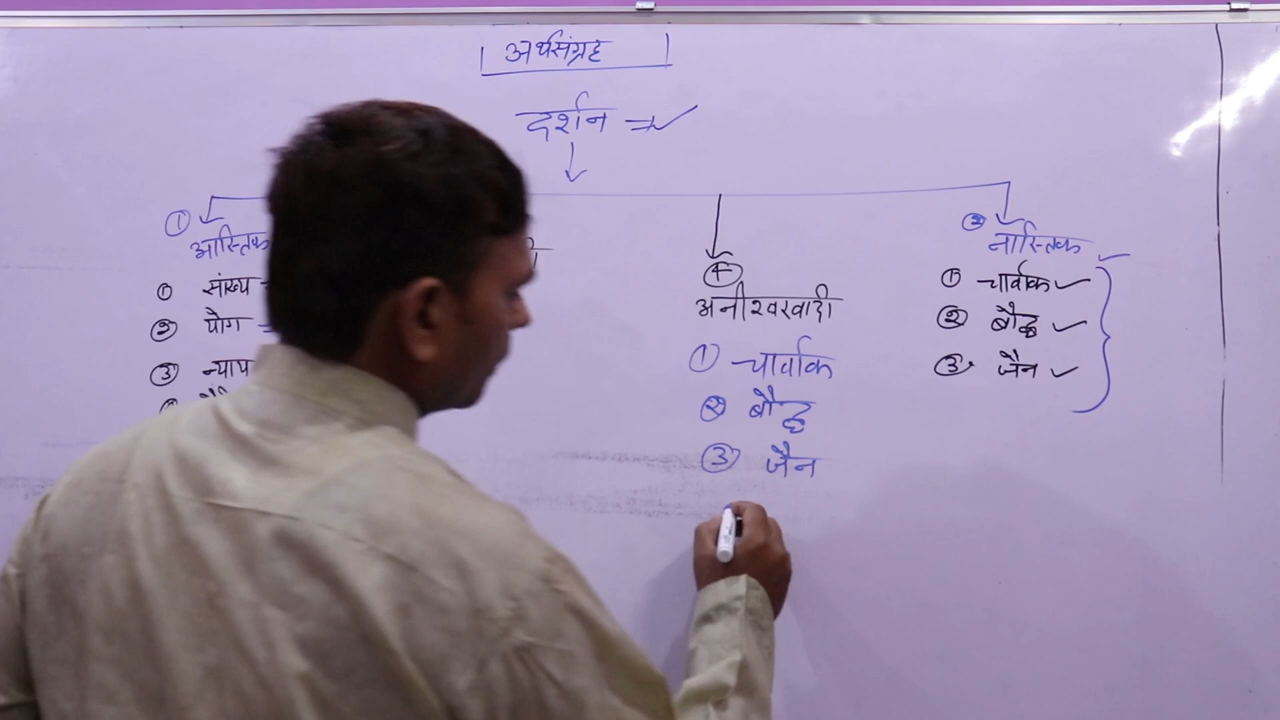 अर्थसंग्रह
दर्शन
① आस्तिक
① सांख्य
② योग
③ न्याय
④ अनीश्वरवादी
① चार्वाक
② बौद्ध
③ जैन
② नास्तिक
① चार्वाक
② बौद्ध
③ जैन